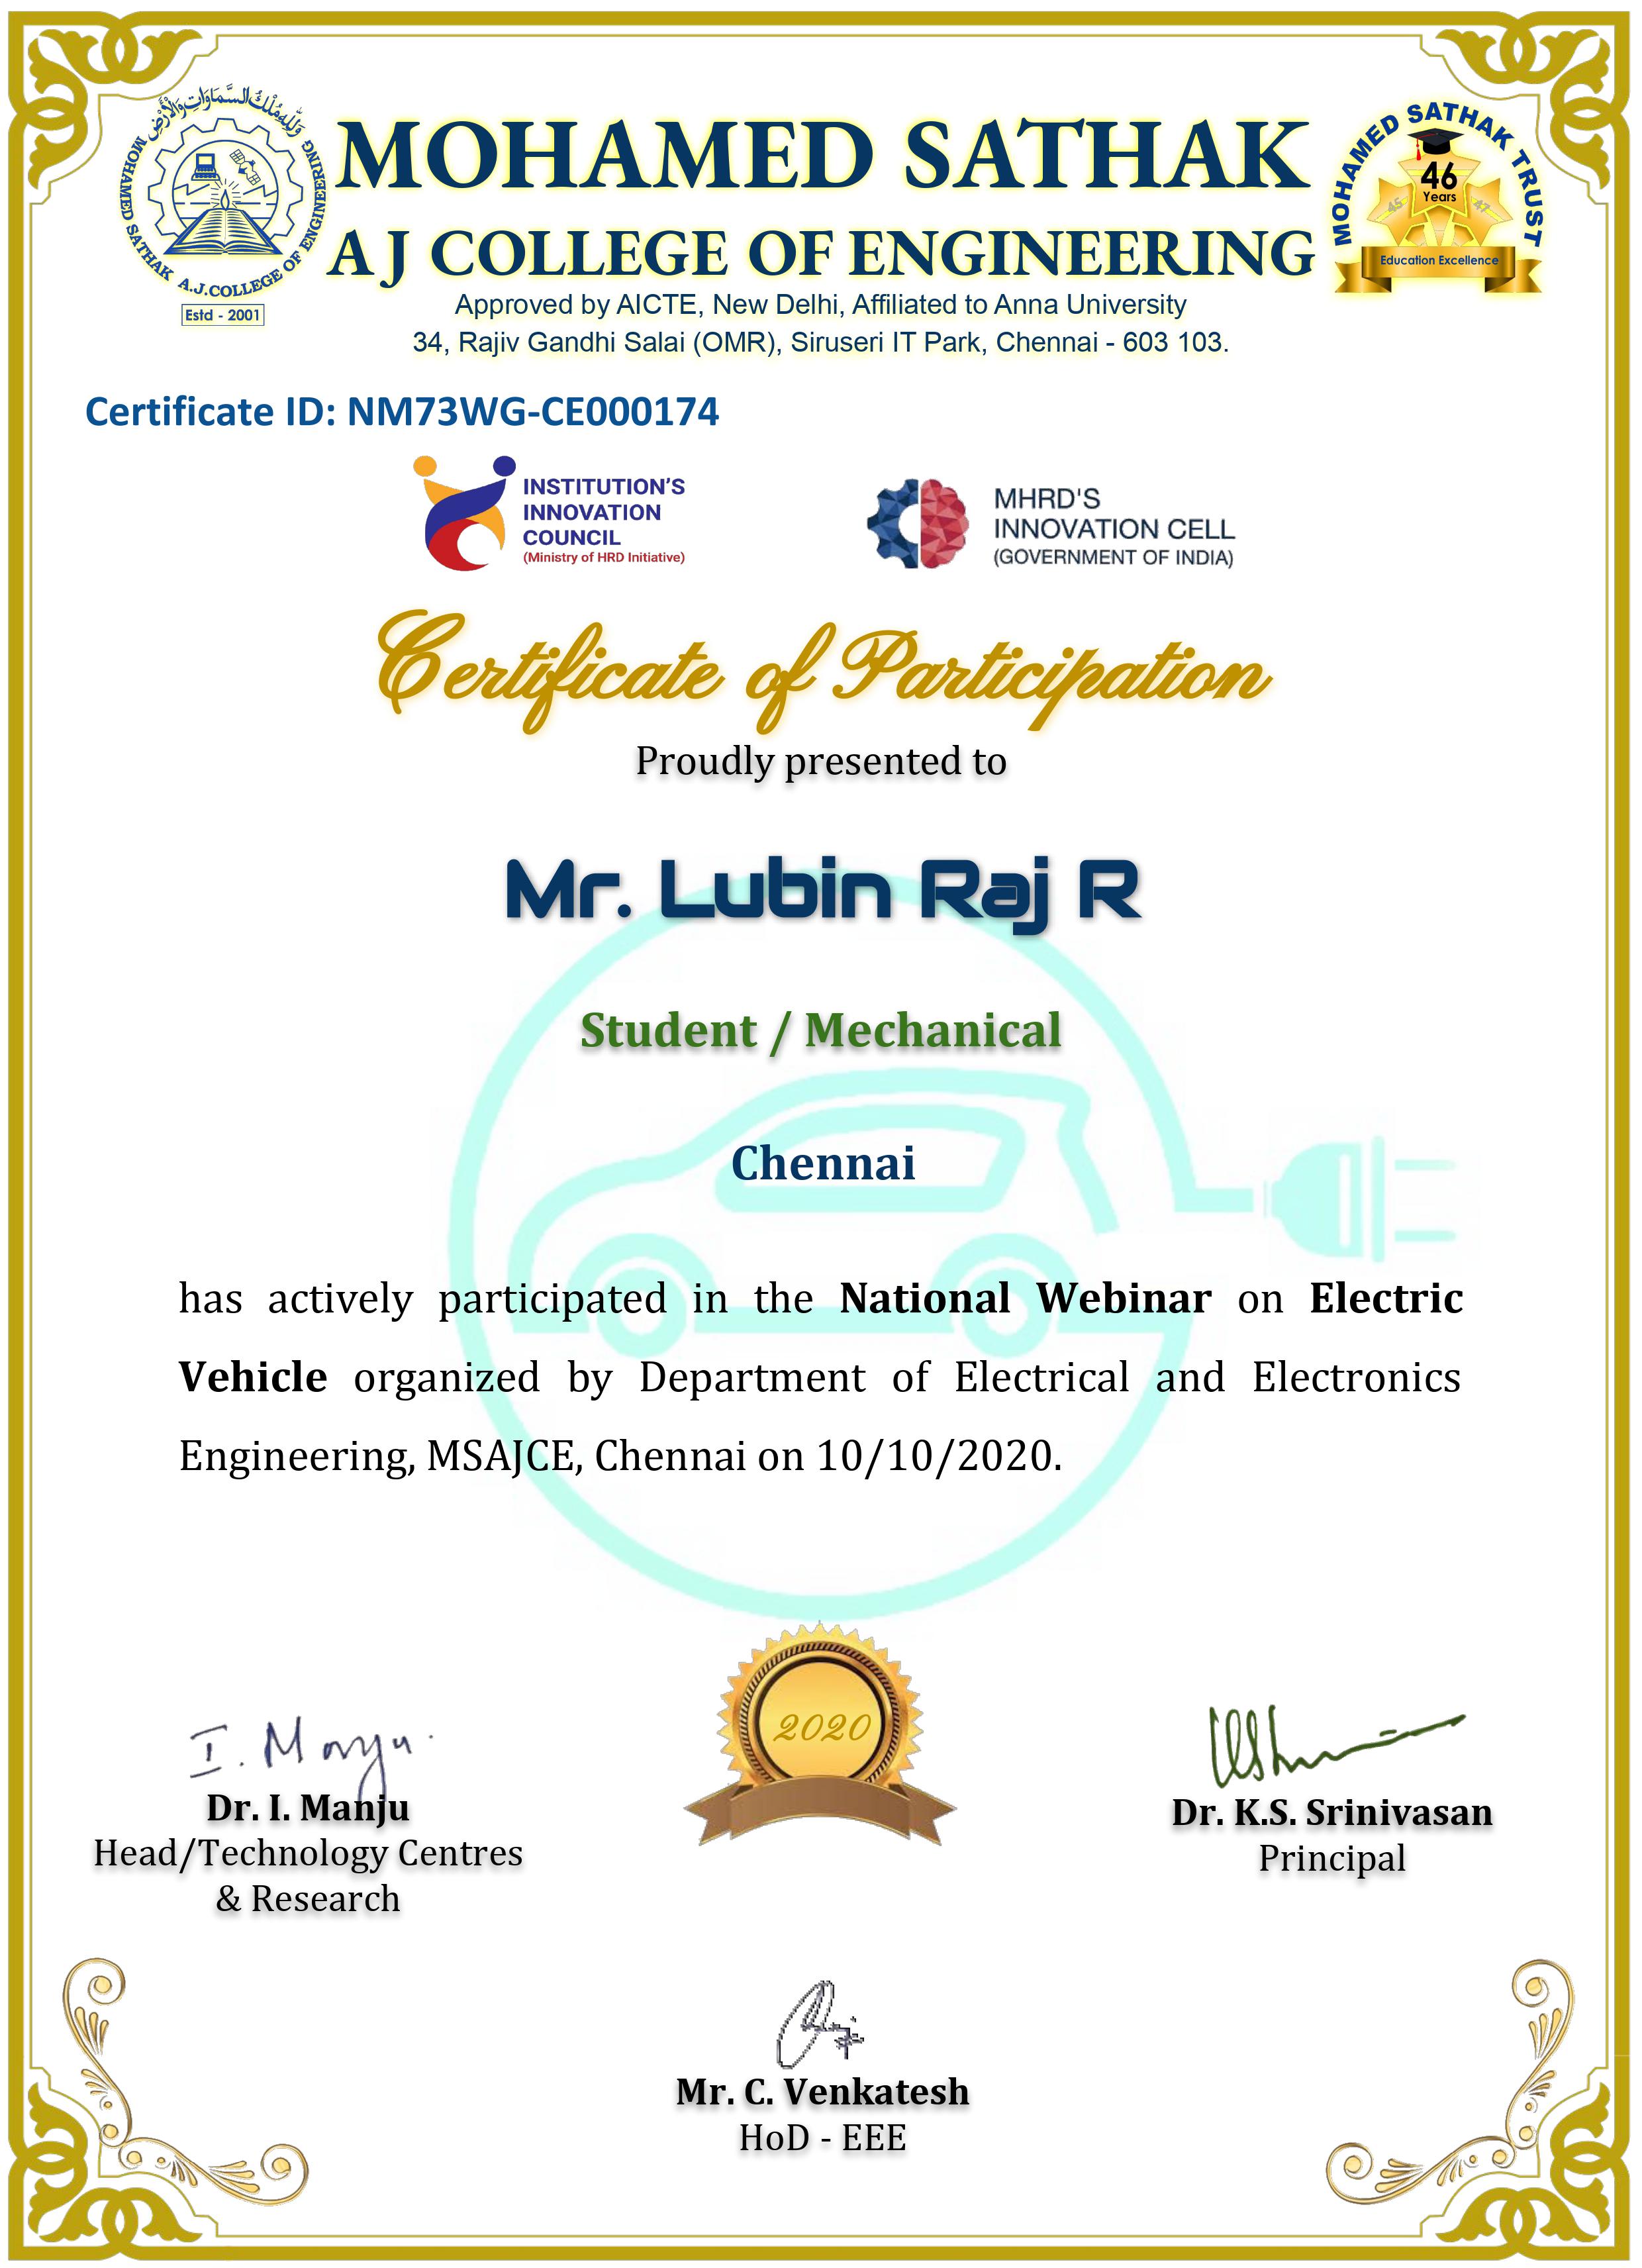 وَلِلَّهِ مُلْكُ السَّمَاوَاتِ وَالْأَرْضِ
MOHAMED SATHAK A.J.COLLEGE OF ENGINEERING
Estd - 2001
MOHAMED SATHAK
A J COLLEGE OF ENGINEERING
Approved by AICTE, New Delhi, Affiliated to Anna University
34, Rajiv Gandhi Salai (OMR), Siruseri IT Park, Chennai - 603 103.
MOHAMED SATHAK TRUST
46
Years
45
47
Education Excellence
Certificate ID: NM73WG-CE000174
INSTITUTION'S
INNOVATION
COUNCIL
(Ministry of HRD Initiative)
MHRD'S
INNOVATION CELL
(GOVERNMENT OF INDIA)
Certificate of Participation
Proudly presented to
Mr. Lubin Raj R
Student / Mechanical
Chennai
has actively participated in the National Webinar on Electric
Vehicle organized by Department of Electrical and Electronics
Engineering, MSAJCE, Chennai on 10/10/2020.
2020
I. Manju
Dr. I. Manju
Head/Technology Centres
& Research
Dr. K.S. Srinivasan
Principal
Mr. C. Venkatesh
HoD - EEE